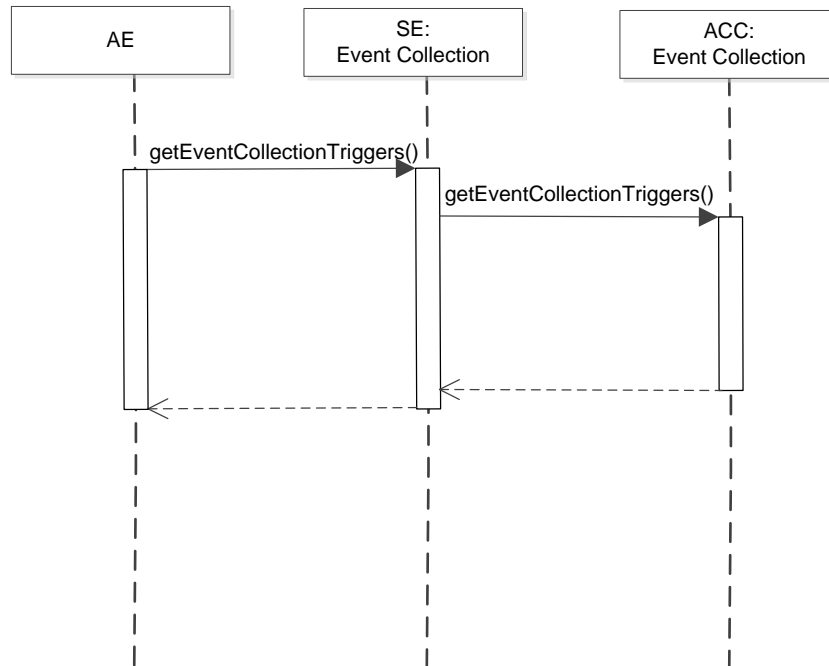 AE
SE:
Event Collection
ACC:
Event Collection
getEventCollectionTriggers()
getEventCollectionTriggers()